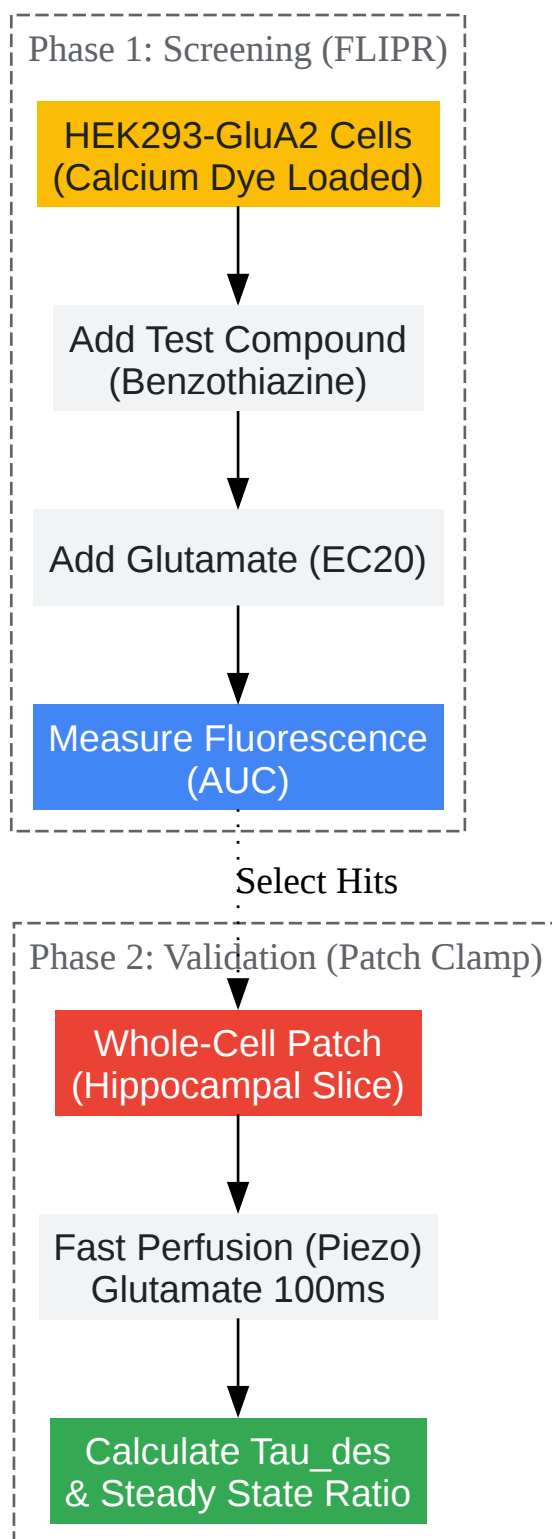 Phase 1: Screening (FLIPR)
HEK293-GluA2 Cells
(Calcium Dye Loaded)
Add Test Compound
(Benzothiazine)
Add Glutamate (EC20)
Measure Fluorescence
(AUC)
Select Hits
Phase 2: Validation (Patch Clamp)
Whole-Cell Patch
(Hippocampal Slice)
Fast Perfusion (Piezo)
Glutamate 100ms
Calculate Tau_des
& Steady State Ratio